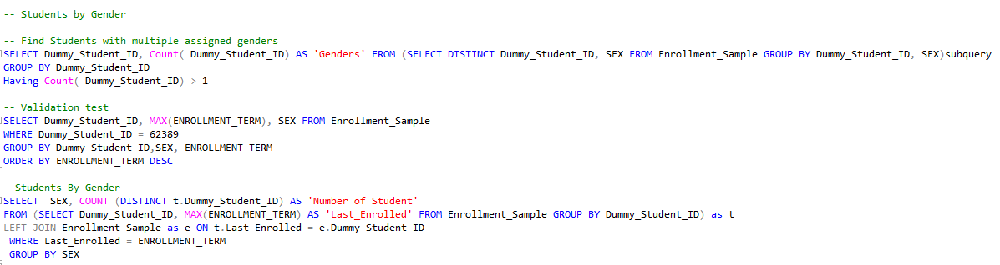 -- Students by Gender
-- Find Students with multiple assigned genders
SELECT Dummy_Student_ID, Count( Dummy_Student_ID) AS 'Genders' FROM (SELECT DISTINCT Dummy_Student_ID, SEX FROM Enrollment_Sample GROUP BY Dummy_Student_ID, SEX)subquery
GROUP BY Dummy_Student_ID
Having Count( Dummy_Student_ID) > 1
-- Validation test
SELECT Dummy_Student_ID, MAX(ENROLLMENT_TERM), SEX FROM Enrollment_Sample
WHERE Dummy_Student_ID = 62389
GROUP BY Dummy_Student_ID,SEX, ENROLLMENT_TERM
ORDER BY ENROLLMENT_TERM DESC
--Students By Gender
SELECT  SEX, COUNT (DISTINCT t.Dummy_Student_ID) AS 'Number of Student'
FROM (SELECT Dummy_Student_ID, MAX(ENROLLMENT_TERM) AS 'Last_Enrolled' FROM Enrollment_Sample GROUP BY Dummy_Student_ID) as t
LEFT JOIN Enrollment_Sample as e ON t.Last_Enrolled = e.Dummy_Student_ID
WHERE Last_Enrolled = ENROLLMENT_TERM
GROUP BY SEX